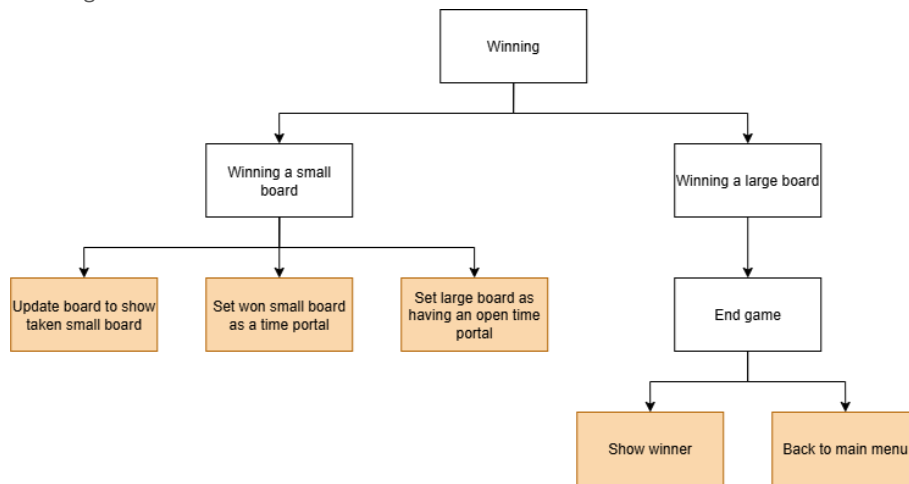 Winning
Winning a small
board
Winning a large board
Update board to show
taken small board
Set won small board
as a time portal
Set large board as
having an open time
portal
End game
Show winner
Back to main menu